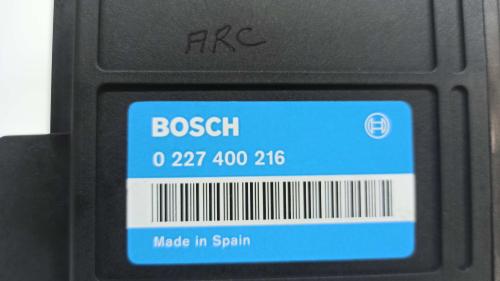 ARC
BOSCH
0 227 400 216
Made in Spain